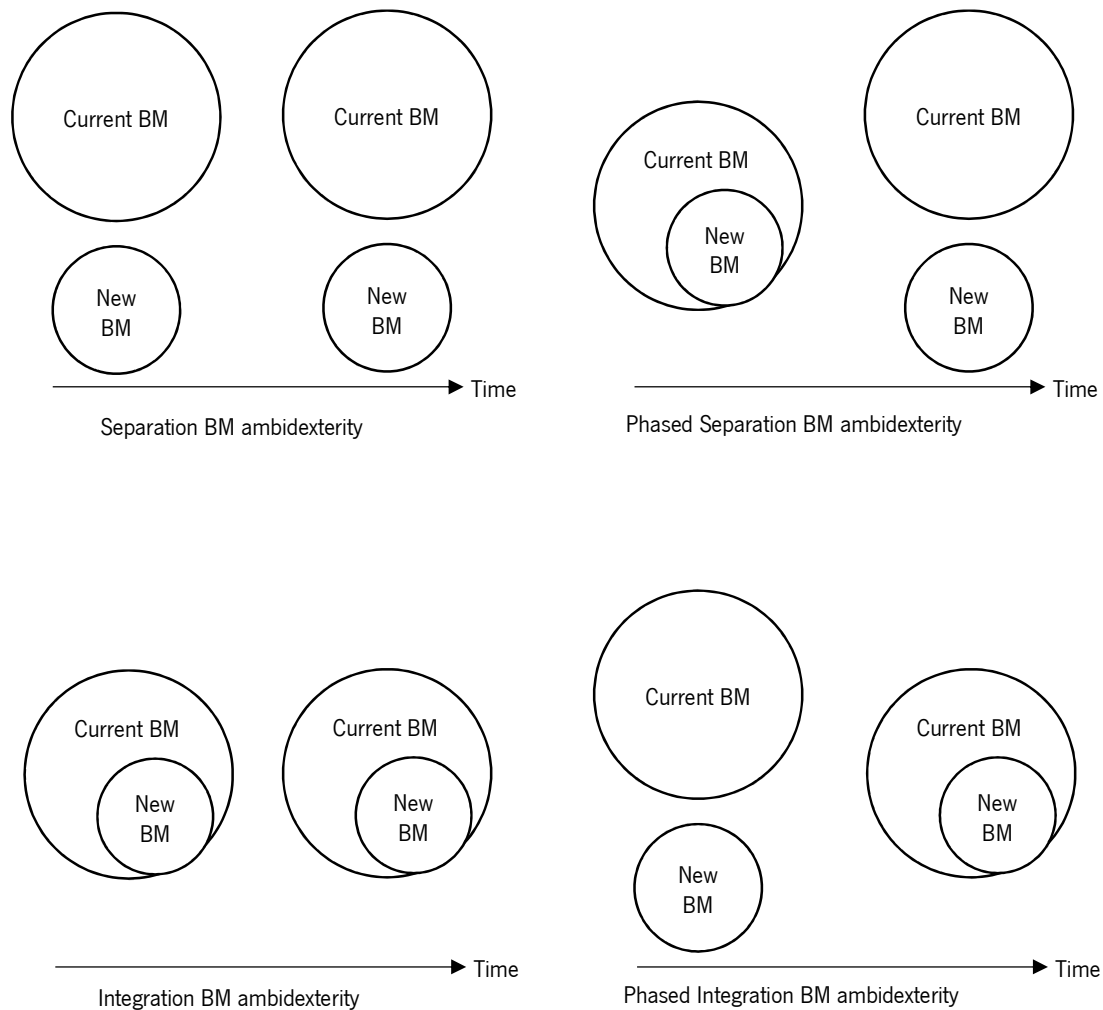 Current BM
Current BM
New
BM
New
BM
Time
Separation BM ambidexterity
Current BM
New
BM
Current BM
New
BM
Time
Phased Separation BM ambidexterity
Current BM
New
BM
Current BM
New
BM
Time
Integration BM ambidexterity
Current BM
New
BM
Current BM
New
BM
Time
Phased Integration BM ambidexterity